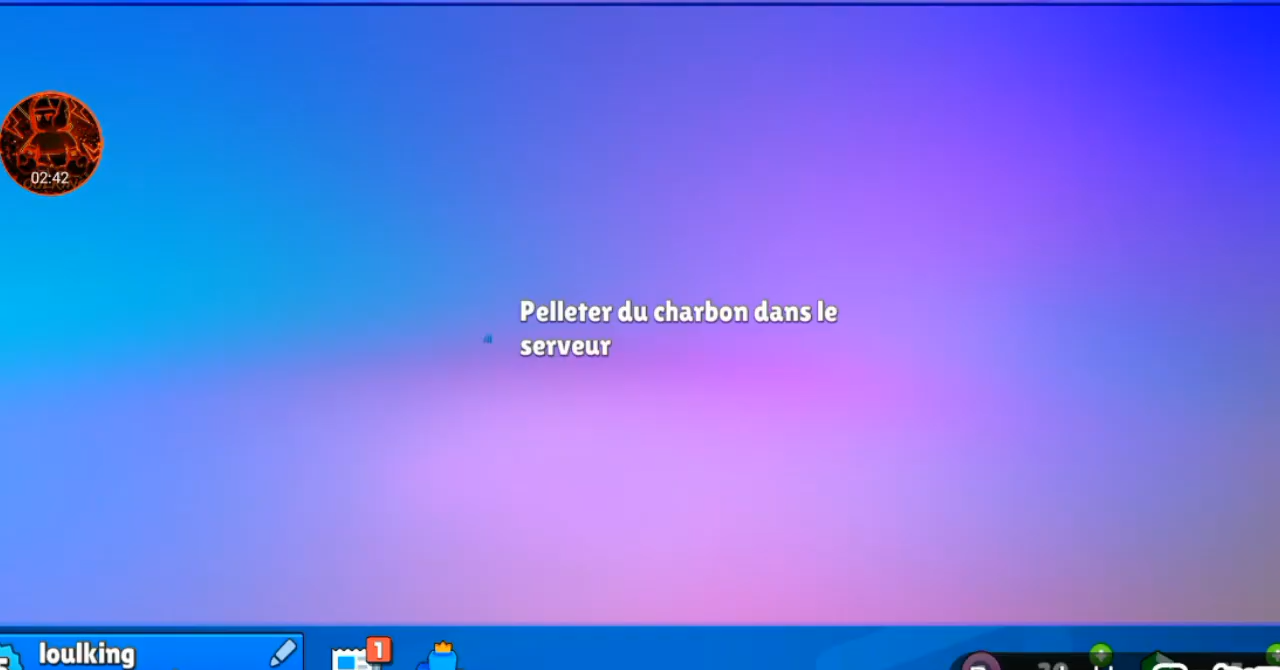 02:42
Pelleter du charbon dans le
serveur
loulking
1